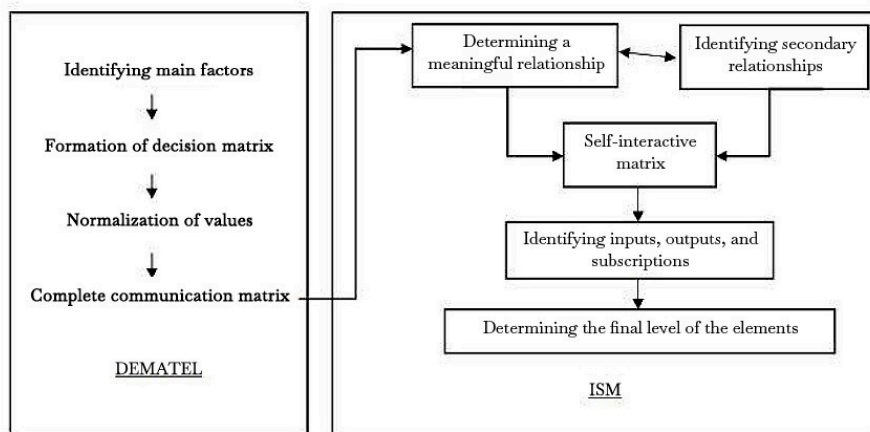 Identifying main factors
Formation of decision matrix
Normalization of values
Complete communication matrix
DEMATEL
Determining a
meaningful relationship
Identifying secondary
relationships
Self-interactive
matrix
Identifying inputs, outputs, and
subscriptions
Determining the final level of the elements
ISM